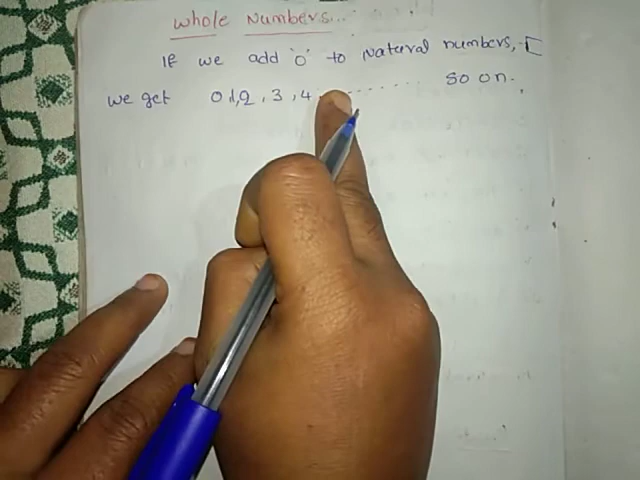 Whole Numbers...
If we add '0' to Natural numbers,
we get 0,1,2,3,4 ......... so on.